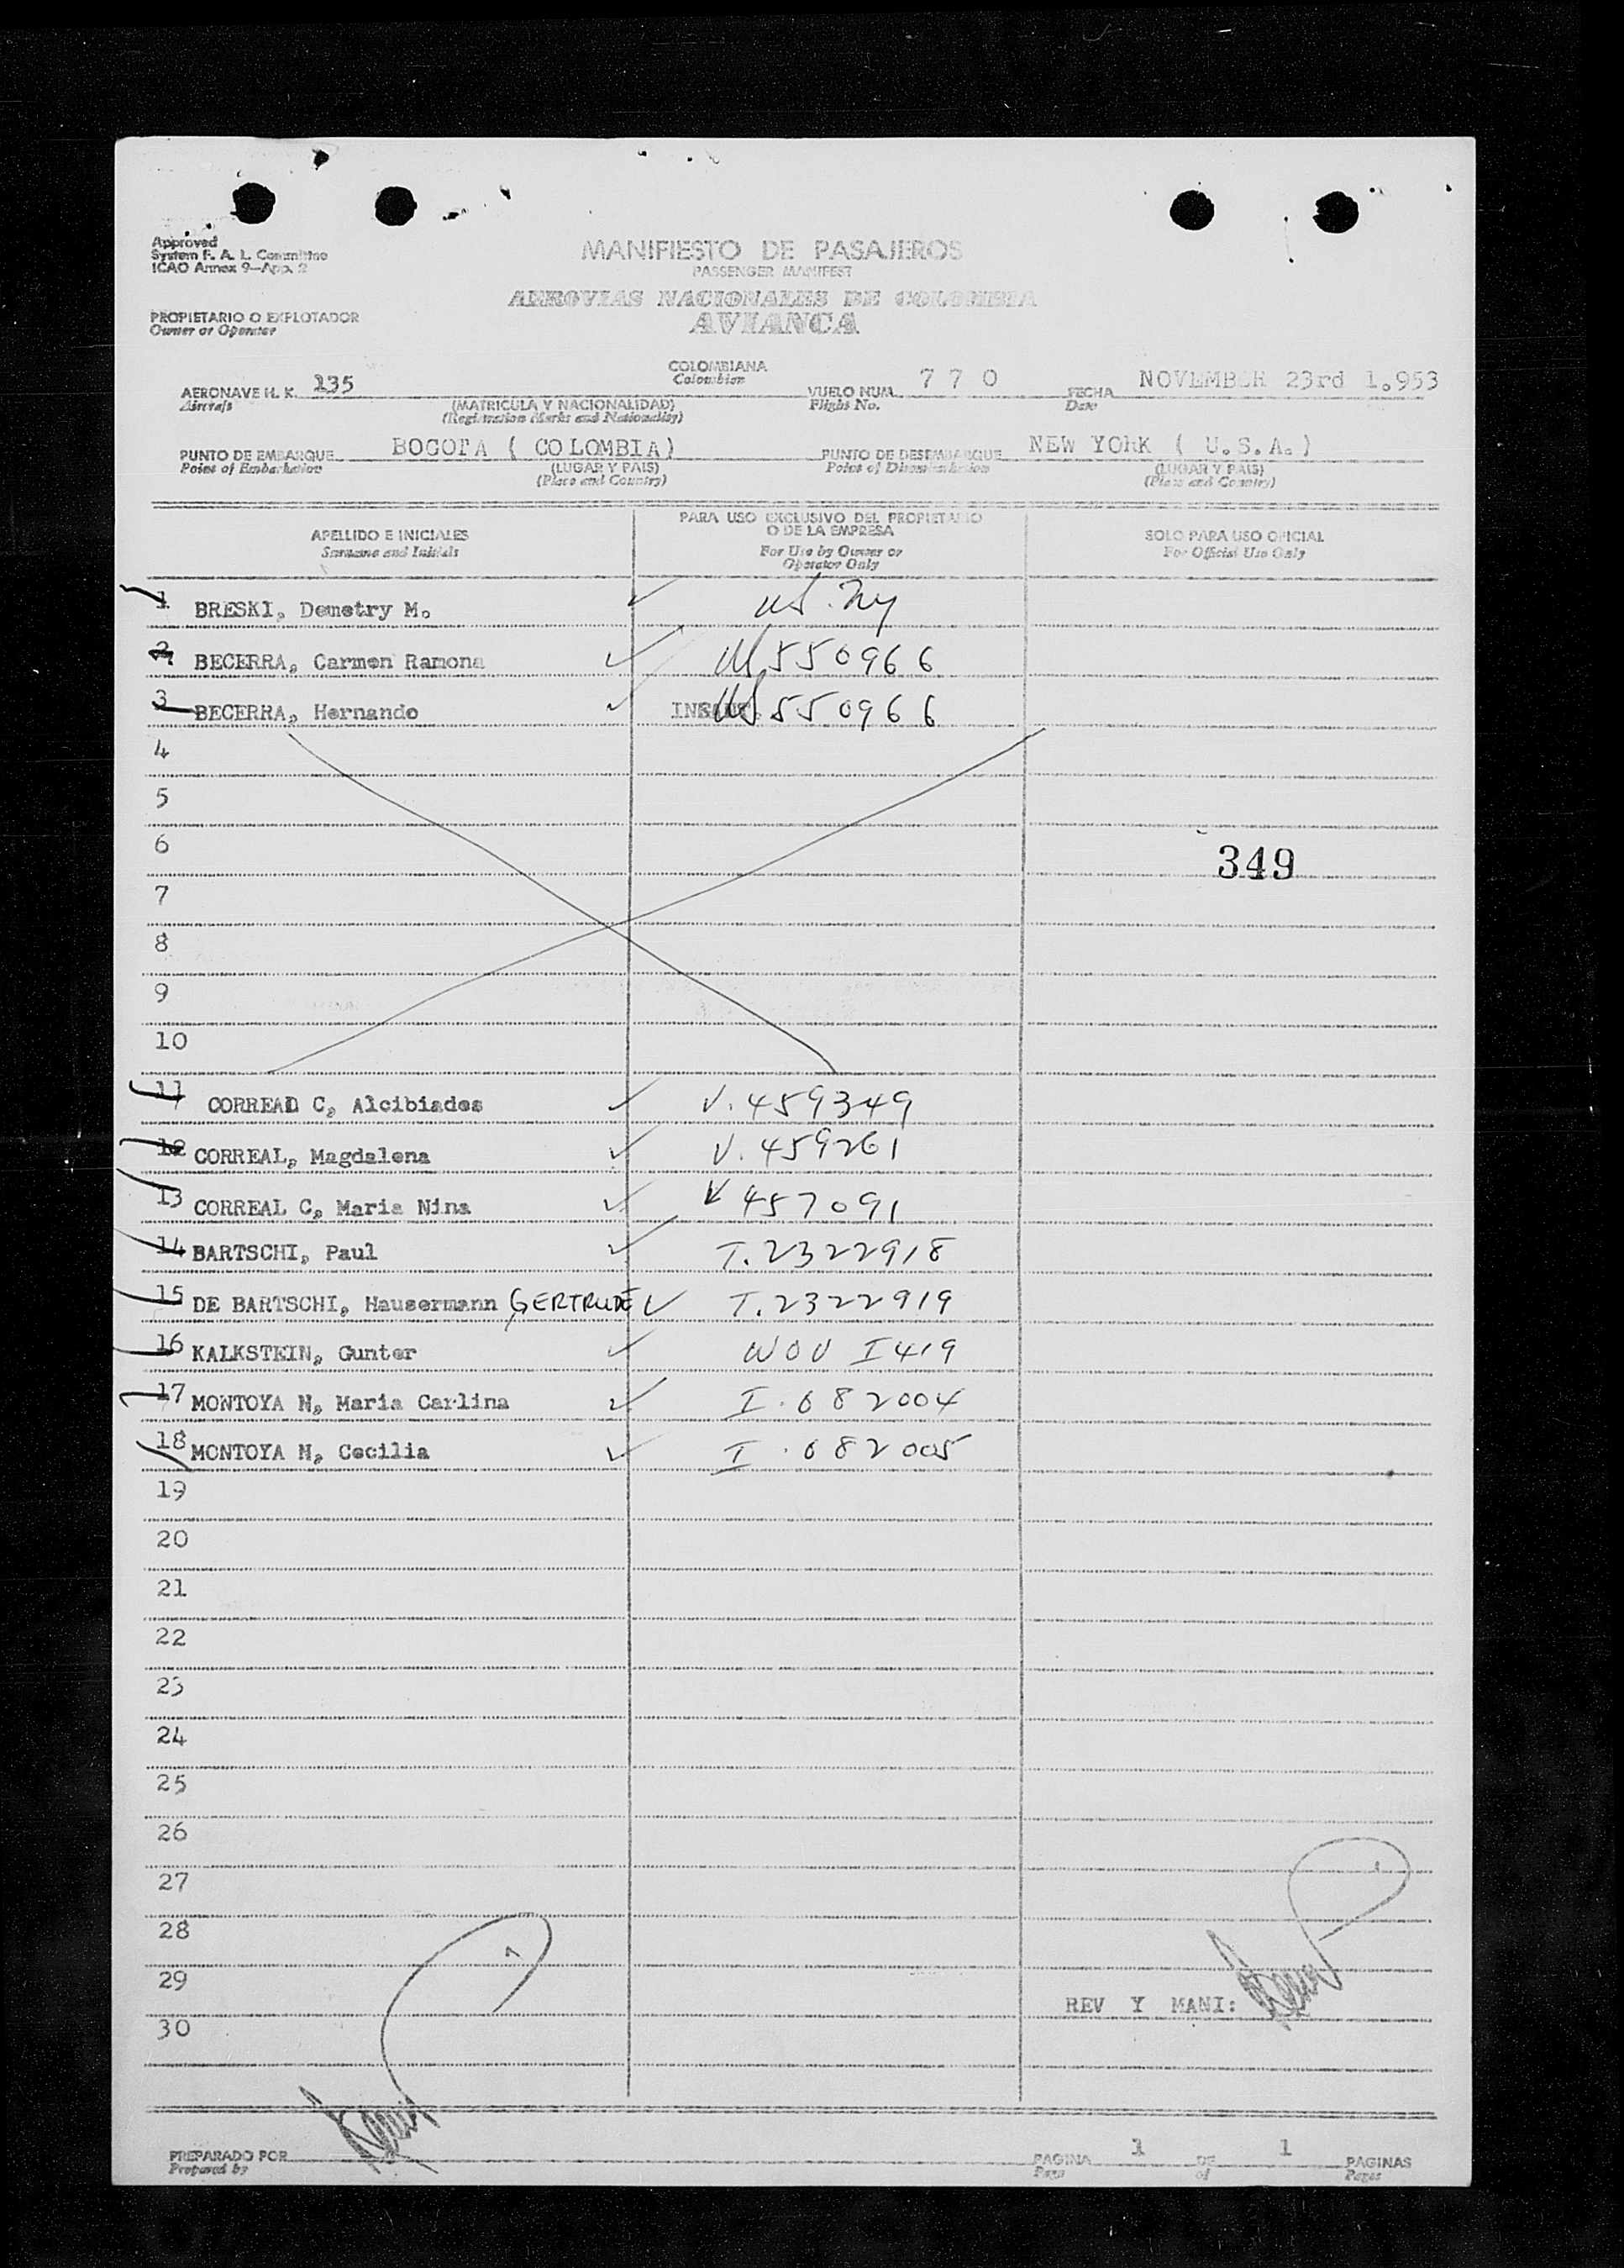 Approved
System F. A. L. Committee
ICAO Annex 9—App. 2
MANIFIESTO DE PASAJEROS
PASSENGER MANIFEST
AEROVIAS NACIONALES DE COLOMBIA
AVIANCA
PROPIETARIO O EXPLOTADOR
Owner or Operator
AERONAVE H. K. 135
Aircraft
(MATRICULA Y NACIONALIDAD)
(Registration Marks and Nationality)
COLOMBIANA
Colombian
VUELO NUM. 7 7 0
Flight No.
FECHA NOVEMBER 23rd 1.953
Date
PUNTO DE EMBARQUE BOGOTA ( COLOMBIA)
Point of Embarkation
(LUGAR Y PAIS)
(Place and Country)
PUNTO DE DESEMBARQUE NEW YORK ( U.S.A.)
Point of Disembarkation
(LUGAR Y PAIS)
(Place and Country)
APELLIDO E INICIALES
Surname and Initials
PARA USO EXCLUSIVO DEL PROPIETARIO
O DE LA EMPRESA
For Use by Owner or
Operator Only
SOLO PARA USO OFICIAL
For Official Use Only
1 BRESKI, Demetry M. US. Ny
2 BECERRA, Carmen Ramona US 550966
3 BECERRA, Hernando INFANT. US 550966
4
5
6
349
7
8
9
10
11 CORREAL C, Alcibiades V. 459349
12 CORREAL, Magdalena V. 459261
13 CORREAL C, Maria Nina V 457091
14 BARTSCHI, Paul T. 2322918
15 DE BARTSCHI, Hausermann GERTRUDE T. 2322919
16 KALKSTEIN, Gunter NOV I 419
17 MONTOYA N, Maria Carlina I. 682004
18 MONTOYA N, Cecilia I. 682005
19
20
21
22
23
24
25
26
27
28
29
REV Y MANI:
30
PREPARADO POR
Prepared by
PAGINA 1 DE 1 PAGINAS
Page of Pages